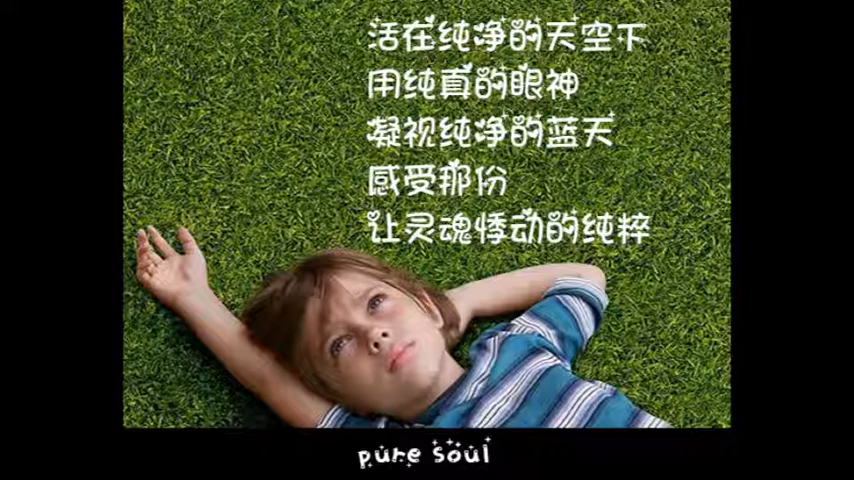 活在纯净的天空下
用纯真的眼神
凝视纯净的蓝天
感受那份
让灵魂悸动的纯粹
pure soul